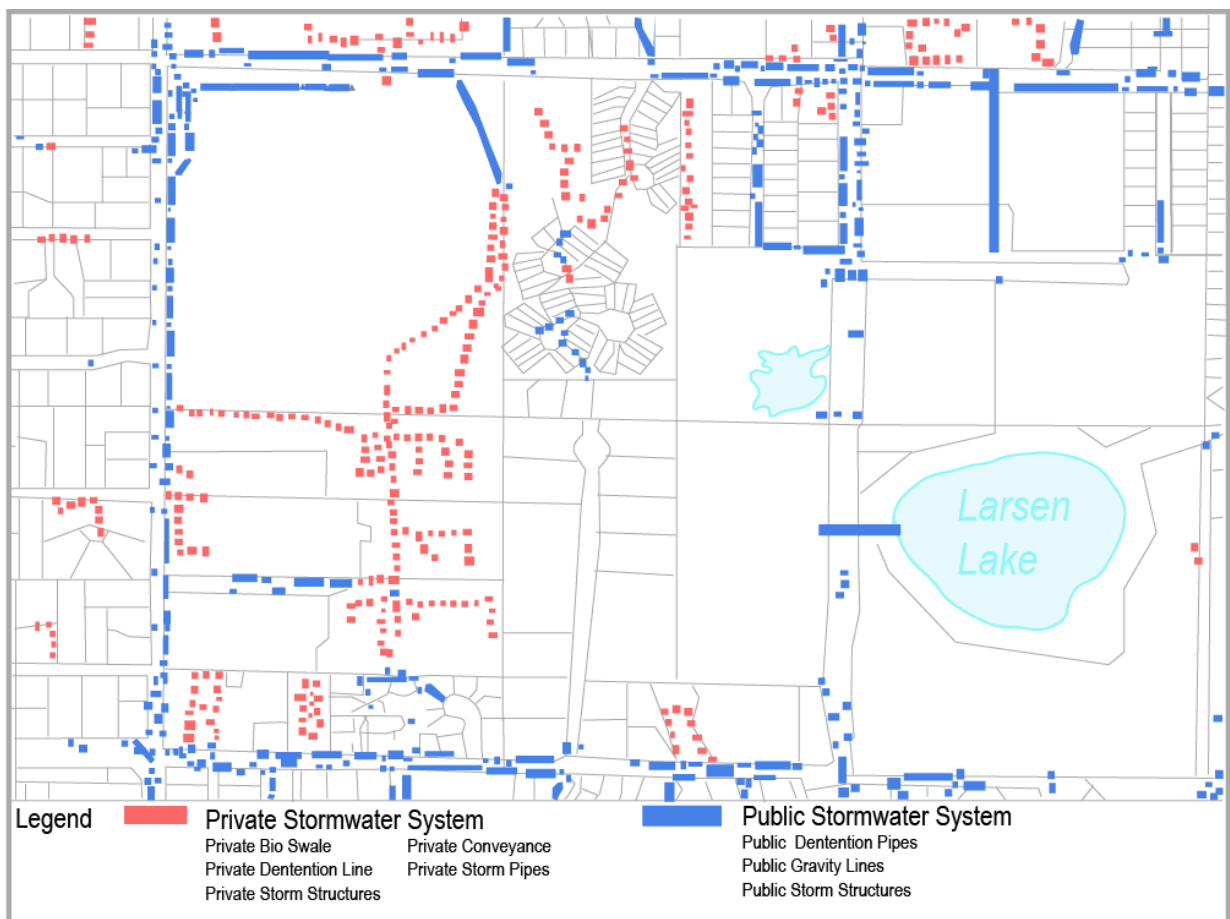 Larsen
Lake
Legend
Private Stormwater System
Private Bio Swale
Private Conveyance
Private Dentention Line
Private Storm Pipes
Private Storm Structures
Public Stormwater System
Public Dentention Pipes
Public Gravity Lines
Public Storm Structures